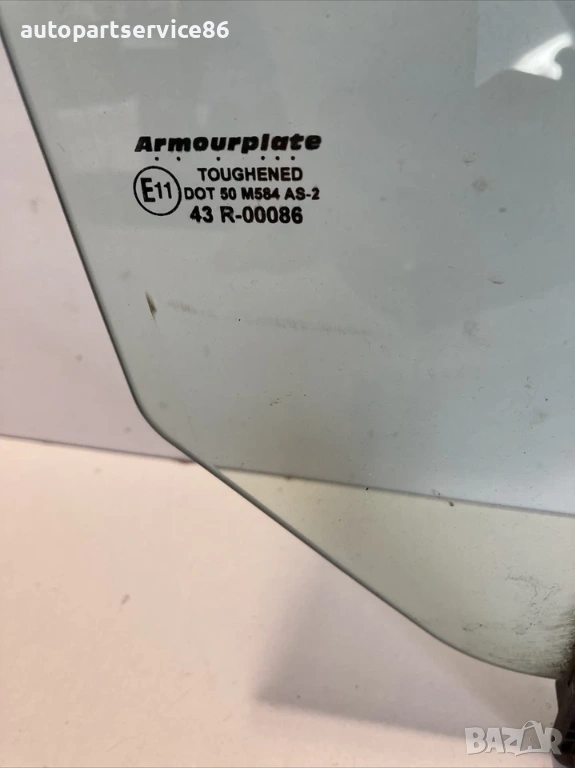 autopartservice86
Armourplate
TOUGHENED
E11
DOT 50 M584 AS-2
43 R-00086
BAZAR